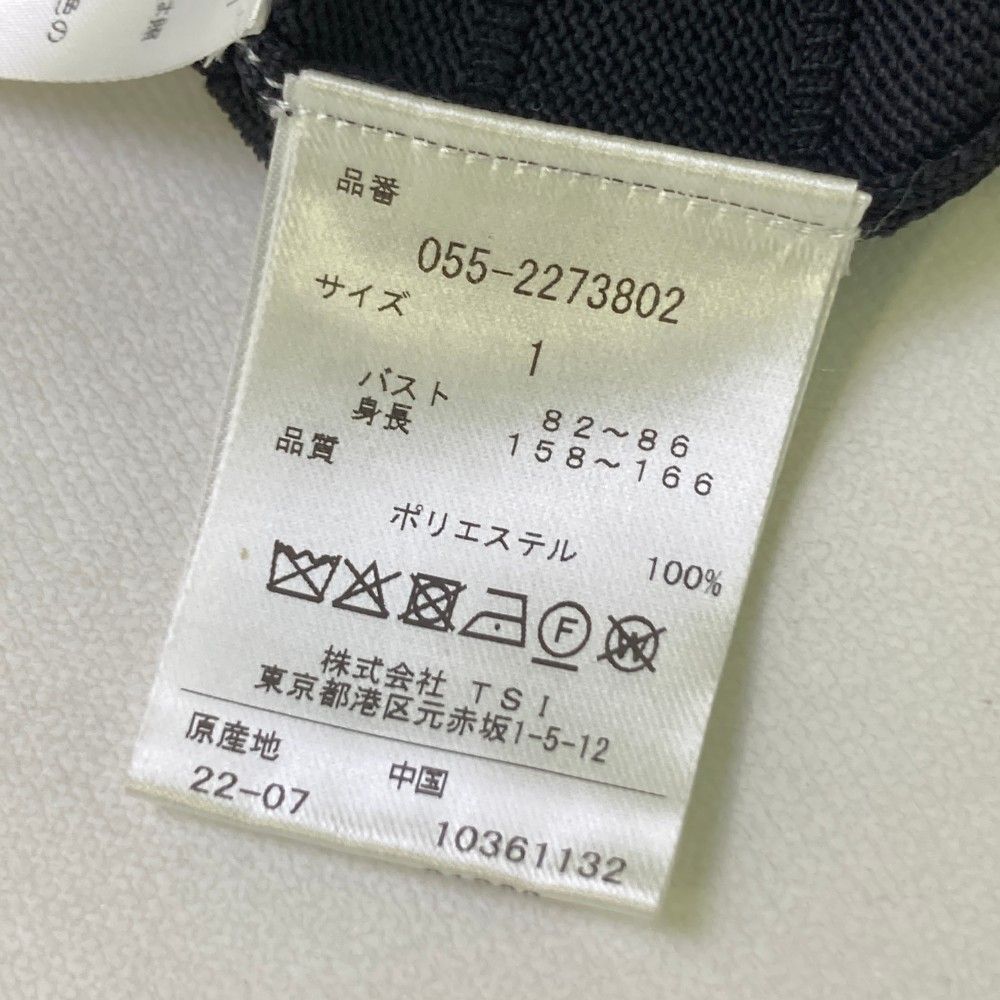 品番
055-2273802
サイズ
1
バスト 82～86
身長 158～166
品質
ポリエステル 100%
F
W
株式会社 TSI
東京都港区元赤坂1-5-12
原産地 中国
22-07 10361132